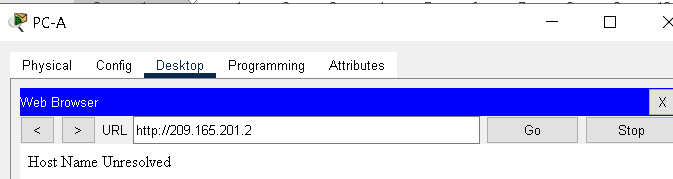 PC-A
Physical Config Desktop Programming Attributes
Web Browser X
< > URL http://209.165.201.2 Go Stop
Host Name Unresolved